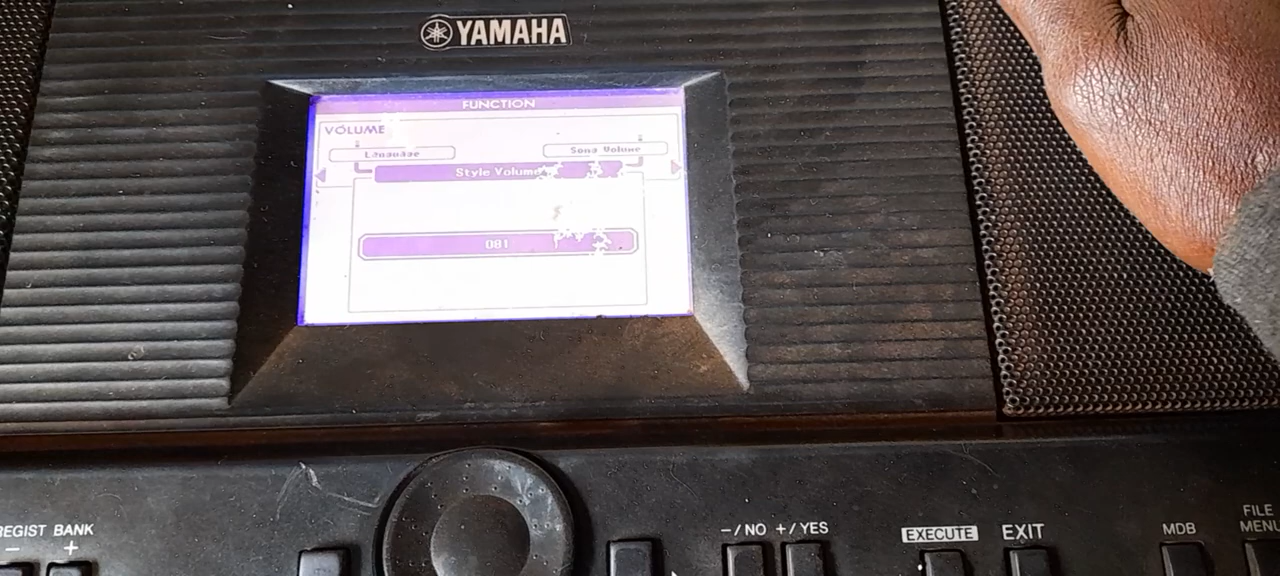 YAMAHA
FUNCTION
VOLUME
Language
Song Volume
Style Volume
081
REGIST BANK
- +
-/NO +/YES
EXECUTE
EXIT
MDB
FILE
MENU